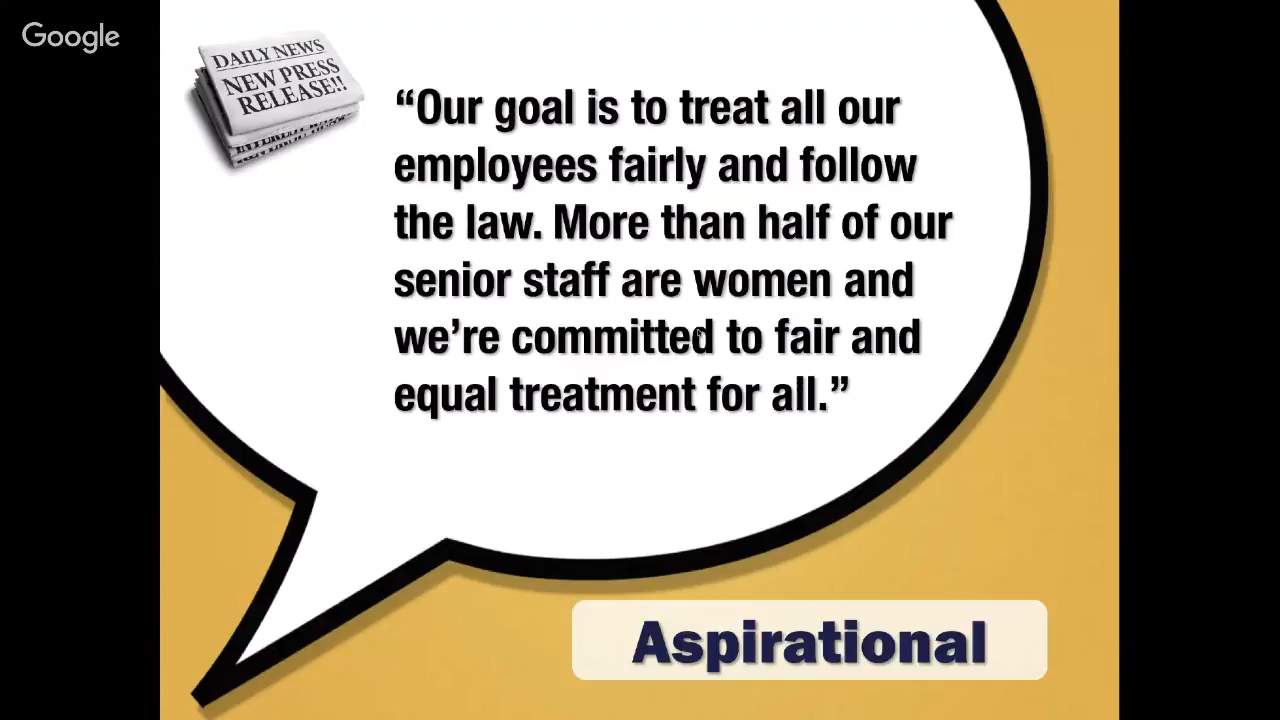 Google
DAILY NEWS
NEW PRESS
RELEASE!!
“Our goal is to treat all our
employees fairly and follow
the law. More than half of our
senior staff are women and
we’re committed to fair and
equal treatment for all.”
Aspirational